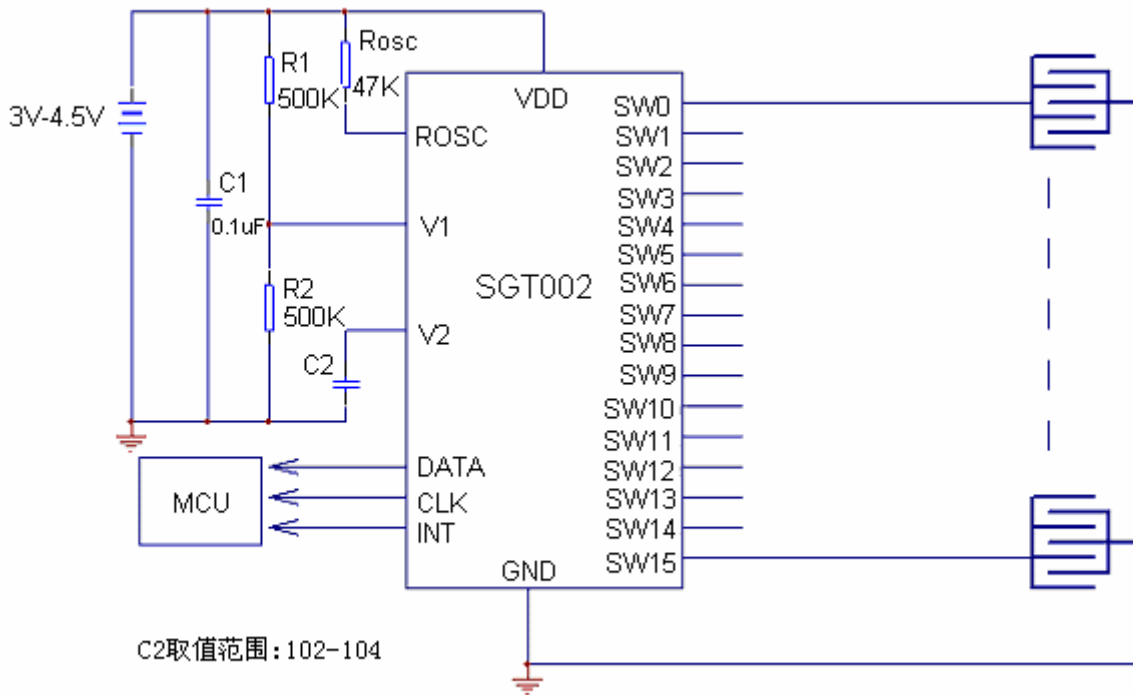 Rosc
47K
R1
500K
3V-4.5V
C1
0.1uF
R2
500K
C2
VDD
ROSC
V1
SGT002
V2
DATA
CLK
INT
GND
SW0
SW1
SW2
SW3
SW4
SW5
SW6
SW7
SW8
SW9
SW10
SW11
SW12
SW13
SW14
SW15
MCU
C2取值范围:102-104